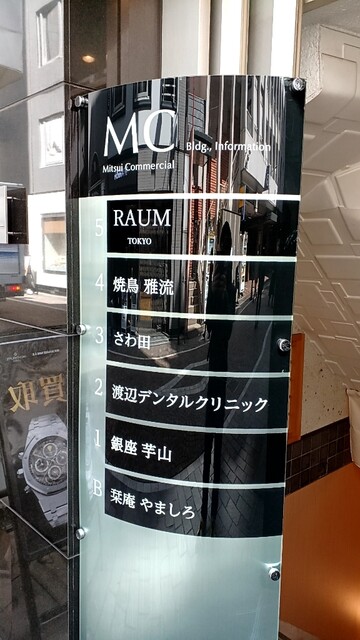 MC Bldg., Information
Mitsui Commercial
5 RAUM
TOKYO
4 焼鳥 雅流
3 さわ田
2 渡辺デンタルクリニック
1 銀座 芋山
B 栞庵 やましろ
買取